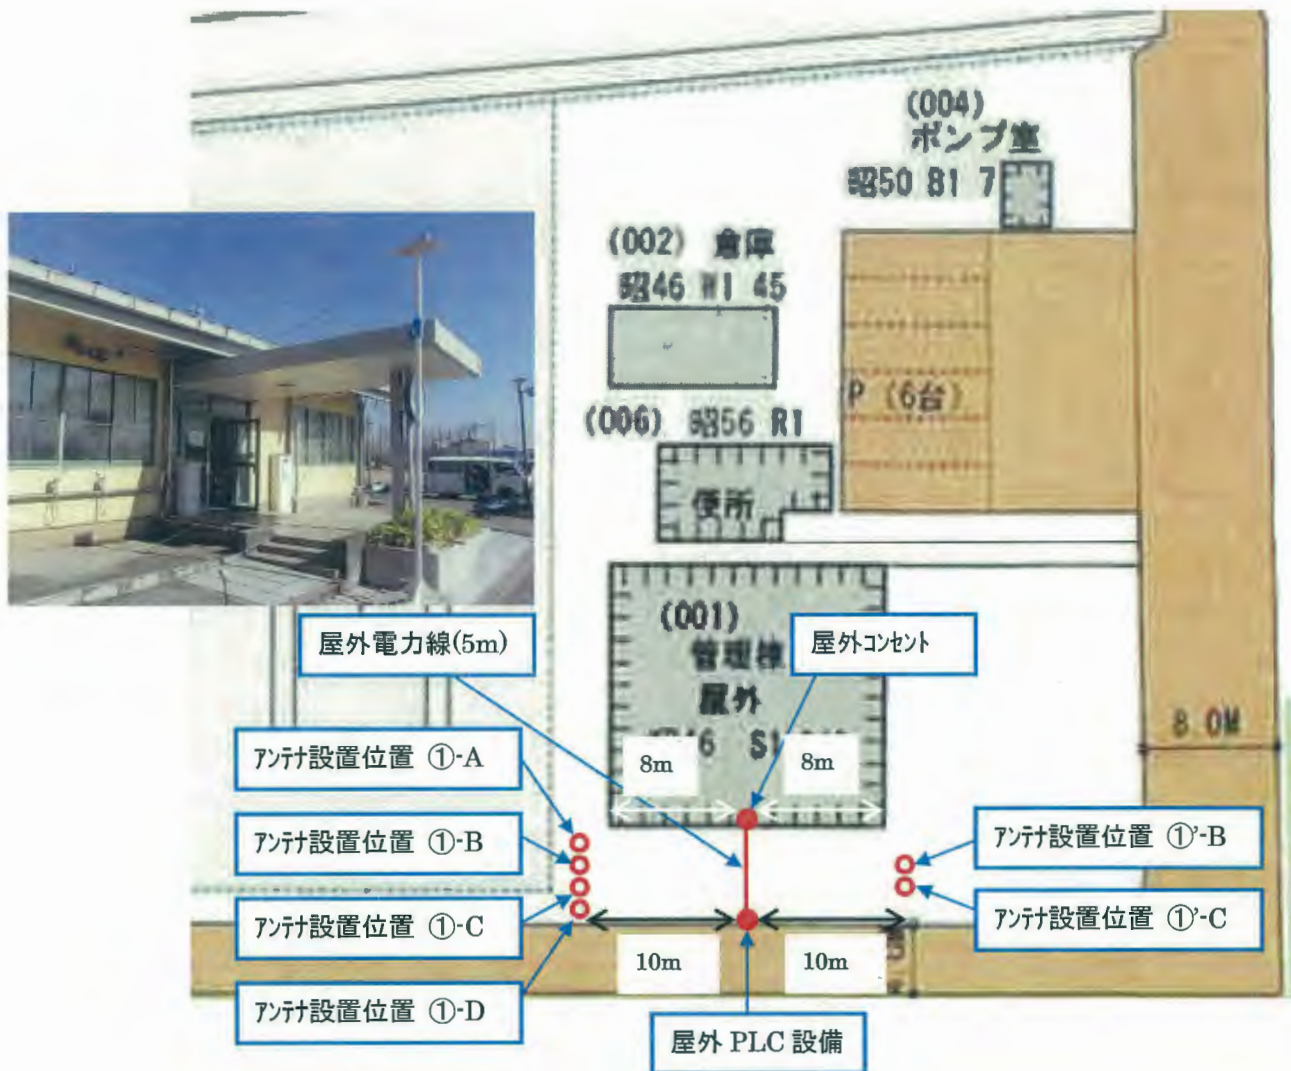 (004)
ポンプ室
昭50 B1 7
(002) 倉庫
昭46 W1 45
P (6台)
(006) 昭56 R1
便所
(001)
管理棟
屋外
屋外電力線(5m)
屋外コンセント
46 S1
8m
8m
8.0M
アンテナ設置位置 ①-A
アンテナ設置位置 ①-B
アンテナ設置位置 ①'-B
アンテナ設置位置 ①-C
アンテナ設置位置 ①'-C
10m
10m
アンテナ設置位置 ①-D
屋外 PLC 設備